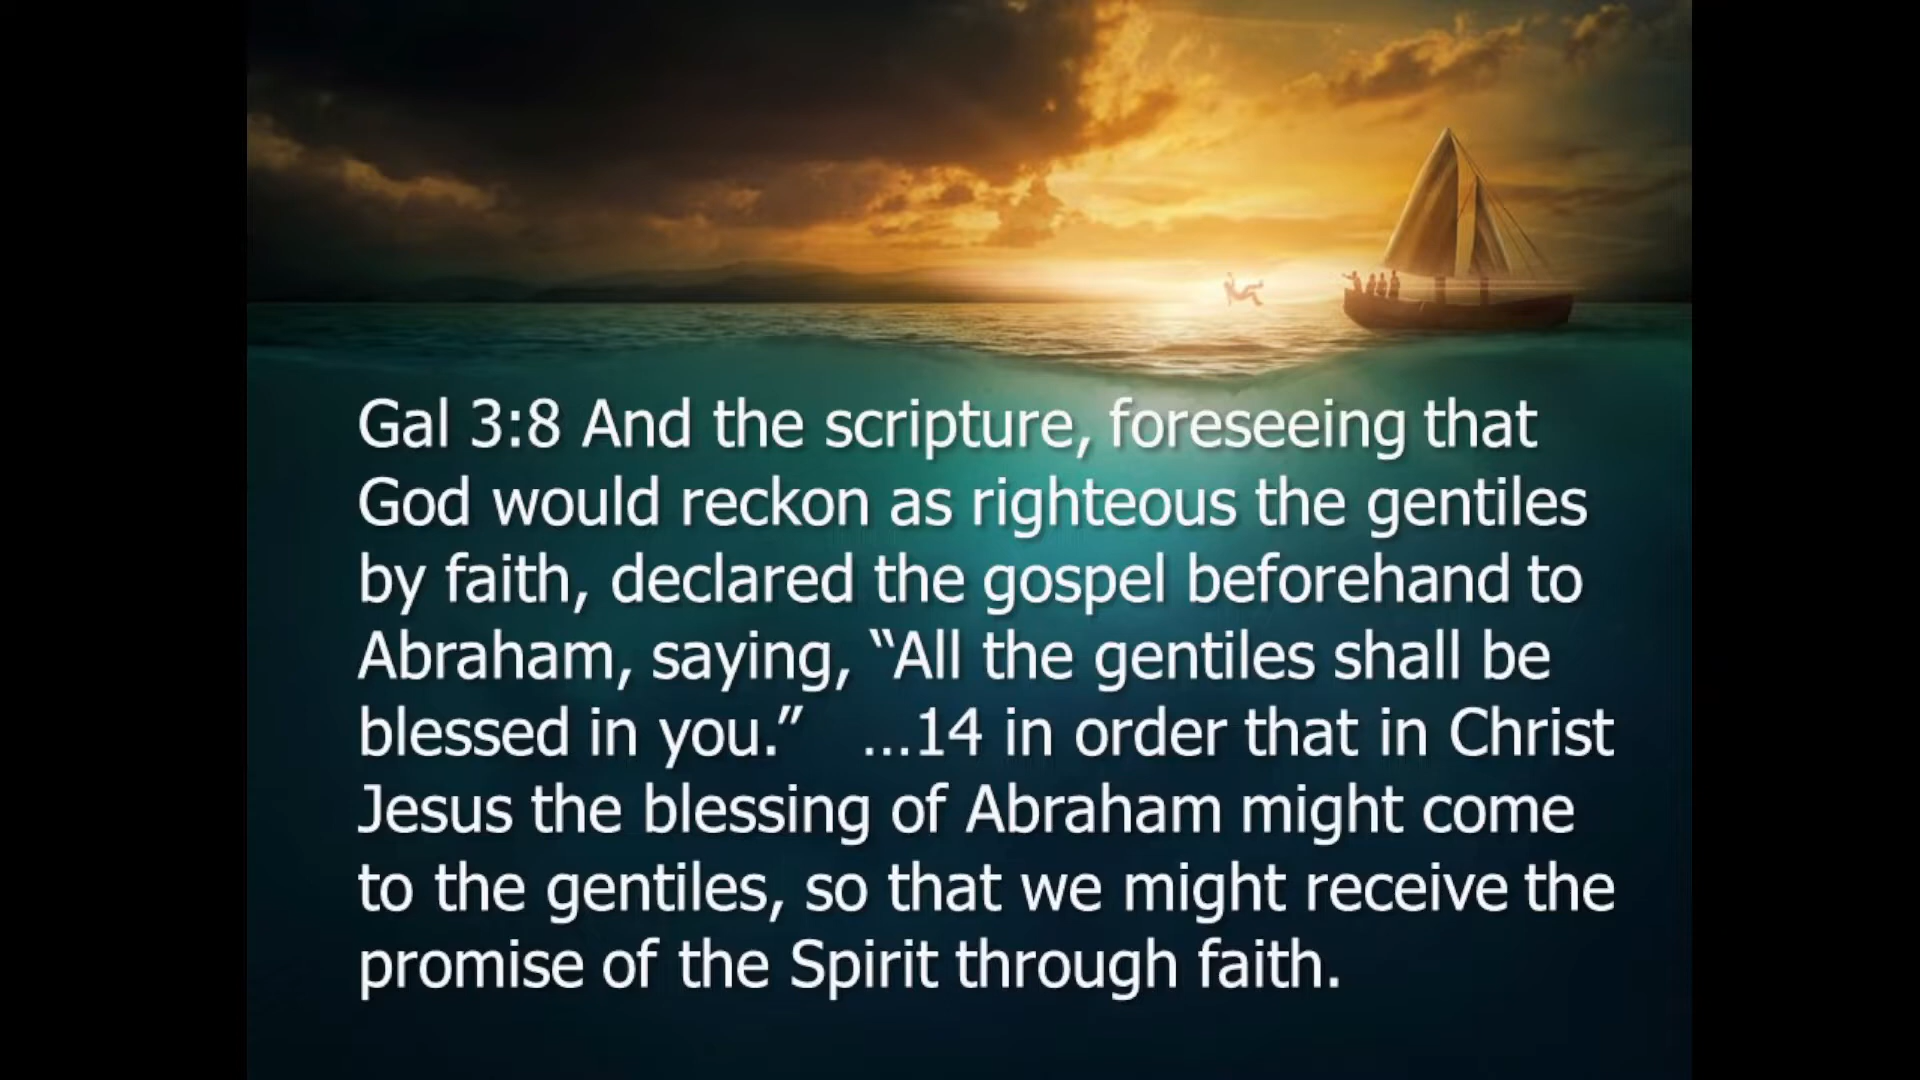 Gal 3:8 And the scripture, foreseeing that
God would reckon as righteous the gentiles
by faith, declared the gospel beforehand to
Abraham, saying, “All the gentiles shall be
blessed in you.”   …14 in order that in Christ
Jesus the blessing of Abraham might come
to the gentiles, so that we might receive the
promise of the Spirit through faith.